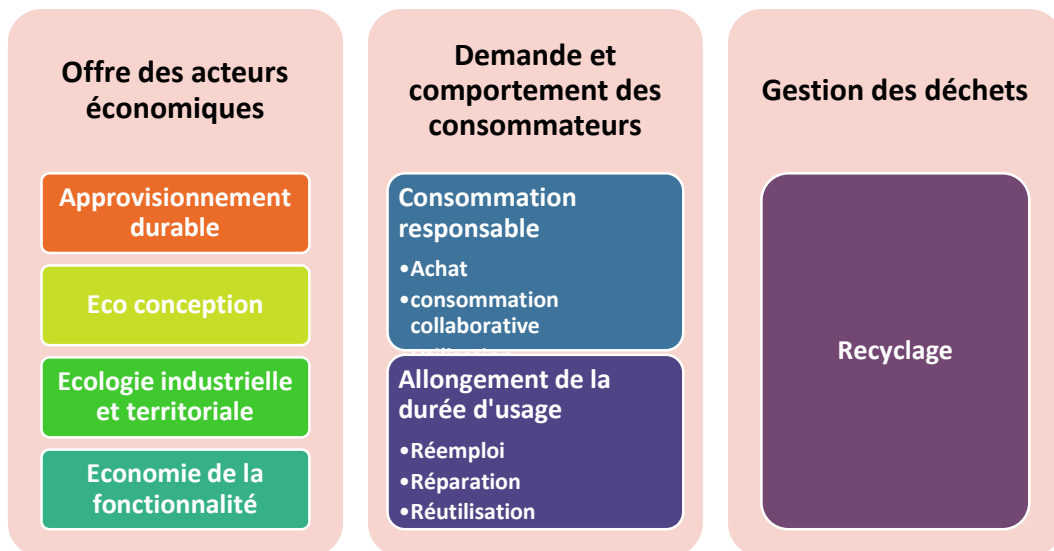 Offre des acteurs
économiques
Approvisionnement
durable
Eco conception
Ecologie industrielle
et territoriale
Economie de la
fonctionnalité
Demande et
comportement des
consommateurs
Consommation
responsable
•Achat
•consommation
collaborative
Allongement de la
durée d'usage
•Réemploi
•Réparation
•Réutilisation
Gestion des déchets
Recyclage